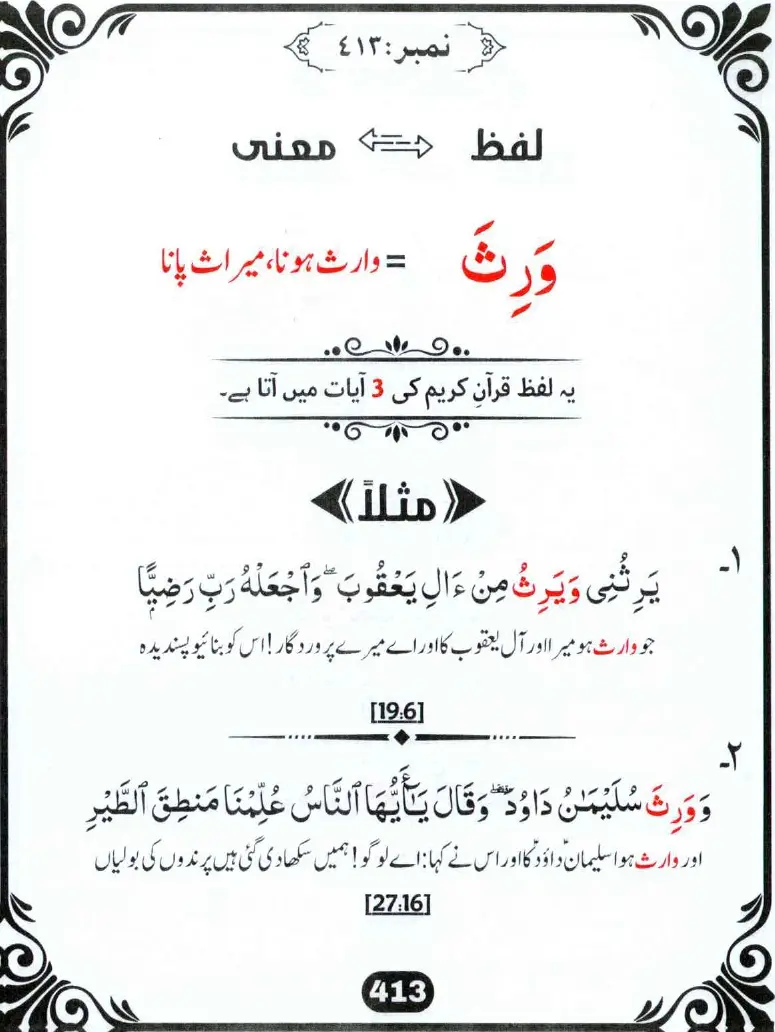 نمبر:٤١٣
لفظ ⇐⇒ معنی
وَرِثَ = وارث ہونا، میراث پانا
یہ لفظ قرآنِ کریم کی 3 آیات میں آتا ہے۔
مثلاً
۱۔
يَرِثُنِى وَيَرِثُ مِنْ ءَالِ يَعْقُوبَ ۖ وَٱجْعَلْهُ رَبِّ رَضِيًّا
جو وارث ہو میرا اور آل یعقوب کا اور اے میرے پروردگار! اس کو بنائیو پسندیدہ
[19:6]
۲۔
وَوَرِثَ سُلَيْمَـٰنُ دَاوُۥدَ ۖ وَقَالَ يَـٰٓأَيُّهَا ٱلنَّاسُ عُلِّمْنَا مَنطِقَ ٱلطَّيْرِ
اور وارث ہوا سلیمانؑ داؤدؑ کا اور اس نے کہا: اے لوگو! ہمیں سکھا دی گئی ہیں پرندوں کی بولیاں
[27:16]
413